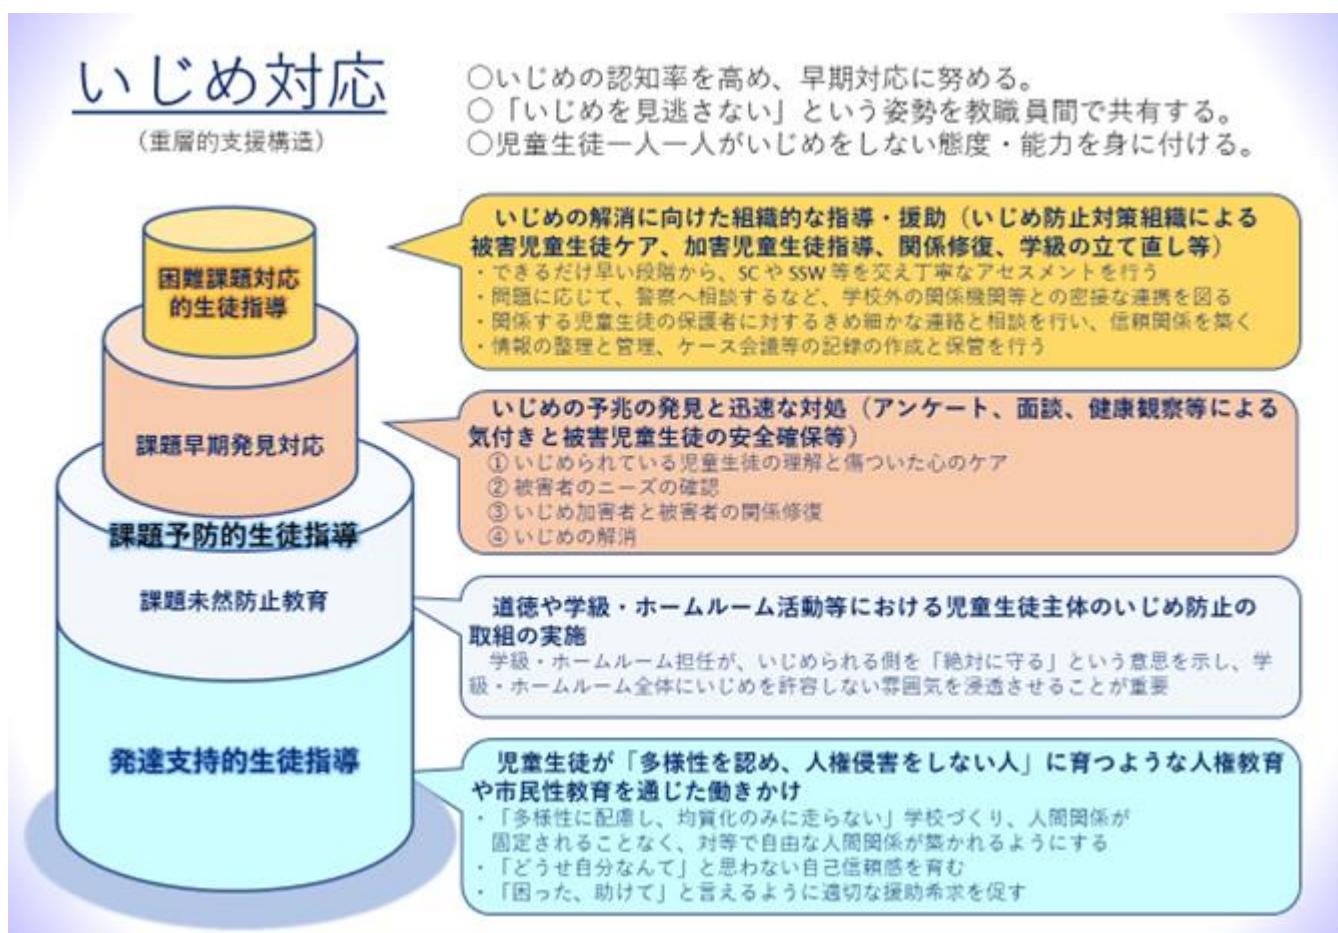 いじめ対応
（重層的支援構造）
○いじめの認知率を高め、早期対応に努める。
○「いじめを見逃さない」という姿勢を教職員間で共有する。
○児童生徒一人一人がいじめをしない態度・能力を身に付ける。
困難課題対応
的生徒指導
いじめの解消に向けた組織的な指導・援助（いじめ防止対策組織による
被害児童生徒ケア、加害児童生徒指導、関係修復、学級の立て直し等）
・できるだけ早い段階から、SC や SSW 等を交え丁寧なアセスメントを行う
・問題に応じて、警察へ相談するなど、学校外の関係機関等との密接な連携を図る
・関係する児童生徒の保護者に対するきめ細かな連絡と相談を行い、信頼関係を築く
・情報の整理と管理、ケース会議等の記録の作成と保管を行う
課題早期発見対応
いじめの予兆の発見と迅速な対処（アンケート、面談、健康観察等による
気付きと被害児童生徒の安全確保等）
① いじめられている児童生徒の理解と傷ついた心のケア
② 被害者のニーズの確認
③ いじめ加害者と被害者の関係修復
④ いじめの解消
課題予防的生徒指導
課題未然防止教育
道徳や学級・ホームルーム活動等における児童生徒主体のいじめ防止の
取組の実施
学級・ホームルーム担任が、いじめられる側を「絶対に守る」という意思を示し、学
級・ホームルーム全体にいじめを許容しない雰囲気を浸透させることが重要
発達支持的生徒指導
児童生徒が「多様性を認め、人権侵害をしない人」に育つような人権教育
や市民性教育を通じた働きかけ
・「多様性に配慮し、均質化のみに走らない」学校づくり、人間関係が
固定されることなく、対等で自由な人間関係が築かれるようにする
・「どうせ自分なんて」と思わない自己信頼感を育む
・「困った、助けて」と言えるように適切な援助希求を促す